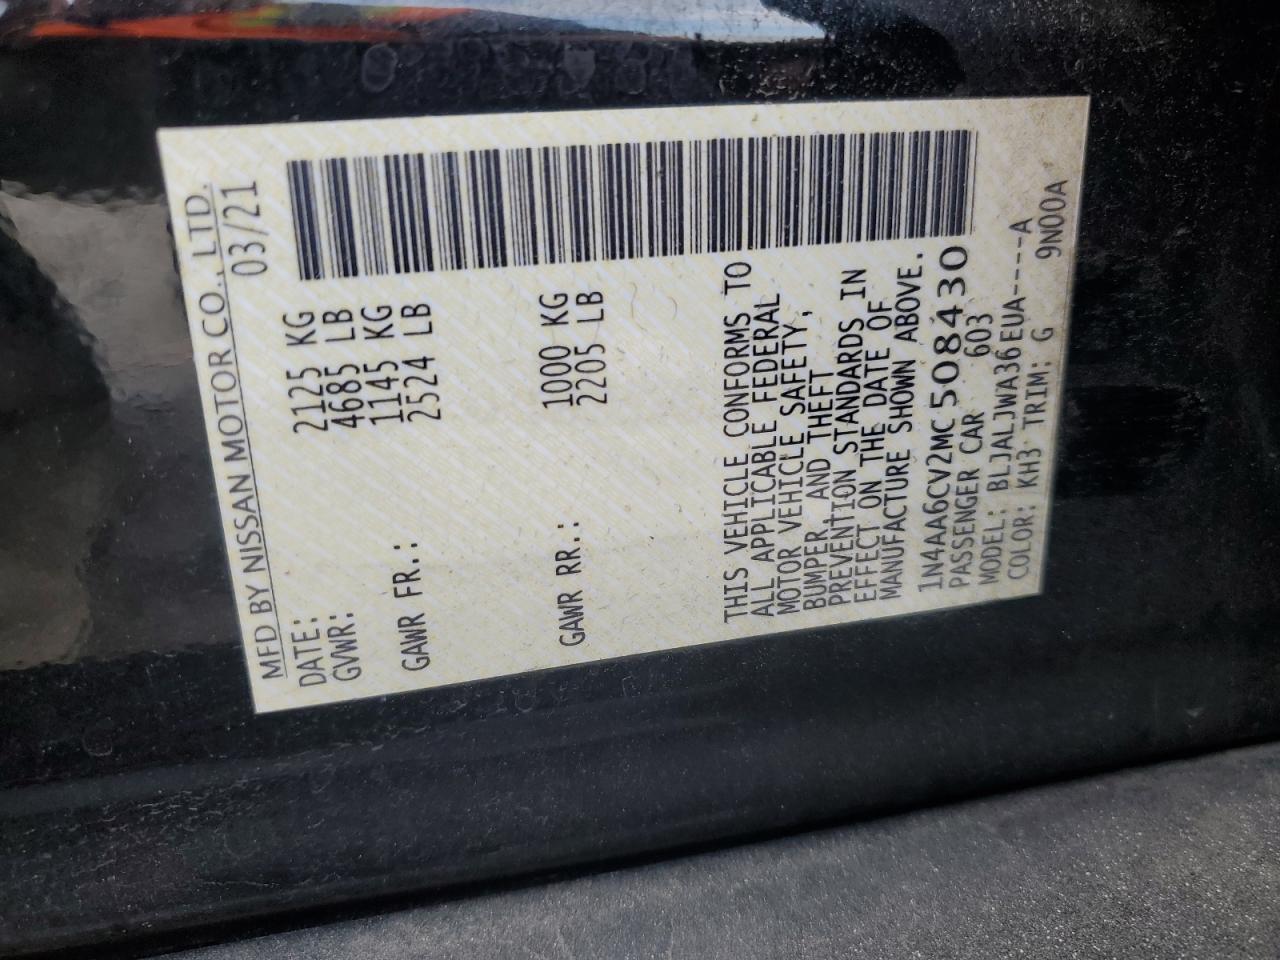 MFD BY NISSAN MOTOR CO., LTD.
DATE: 03/21
GVWR: 2125 KG
4685 LB
GAWR FR.: 1145 KG
2524 LB
GAWR RR.: 1000 KG
2205 LB
THIS VEHICLE CONFORMS TO
ALL APPLICABLE FEDERAL
MOTOR VEHICLE SAFETY,
BUMPER, AND THEFT
PREVENTION STANDARDS IN
EFFECT ON THE DATE OF
MANUFACTURE SHOWN ABOVE.
1N4AA6CV2MC508430
PASSENGER CAR 603
MODEL: BLJALJWA36EUA----A
COLOR: KH3 TRIM: G 9N00A